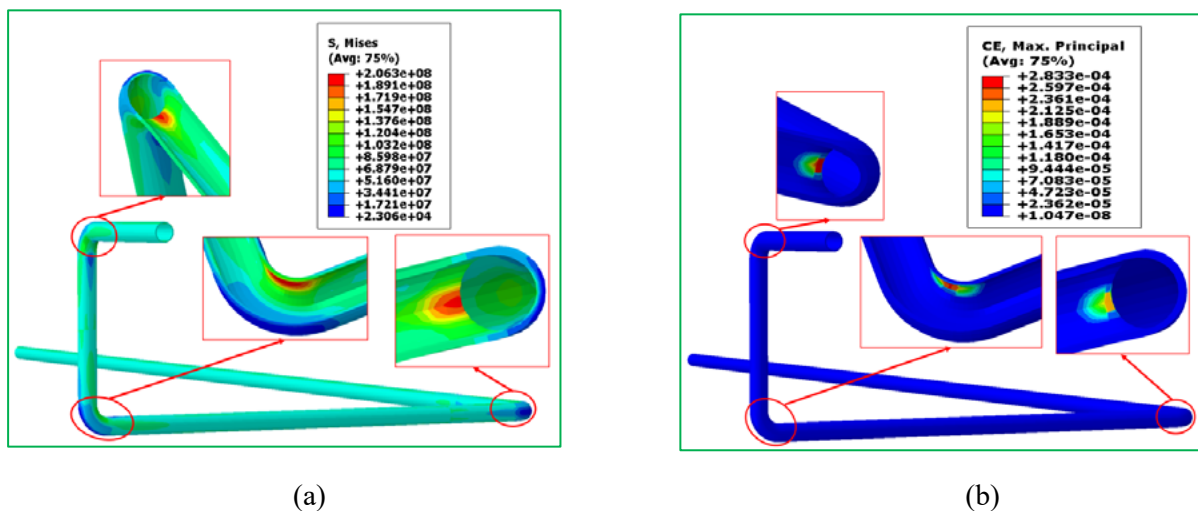 S, Mises
(Avg: 75%)
+2.063e+08
+1.891e+08
+1.719e+08
+1.547e+08
+1.376e+08
+1.204e+08
+1.032e+08
+8.598e+07
+6.879e+07
+5.160e+07
+3.441e+07
+1.721e+07
+2.306e+04
CE, Max. Principal
(Avg: 75%)
+2.833e-04
+2.597e-04
+2.361e-04
+2.125e-04
+1.889e-04
+1.653e-04
+1.417e-04
+1.180e-04
+9.444e-05
+7.083e-05
+4.723e-05
+2.362e-05
+1.047e-08
(a)
(b)